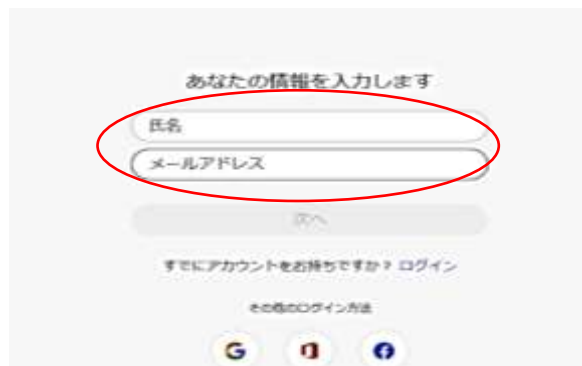 あなたの情報を入力します
氏名
メールアドレス
次へ
すでにアカウントをお持ちですか？ ログイン
その他のログイン方法